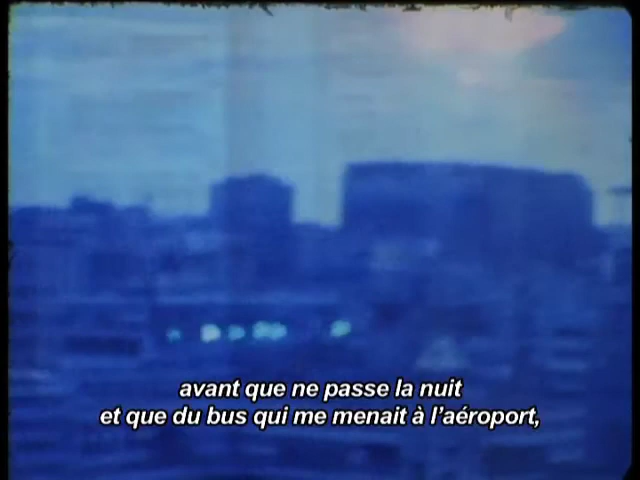 avant que ne passe la nuit
et que du bus qui me menait à l'aéroport,